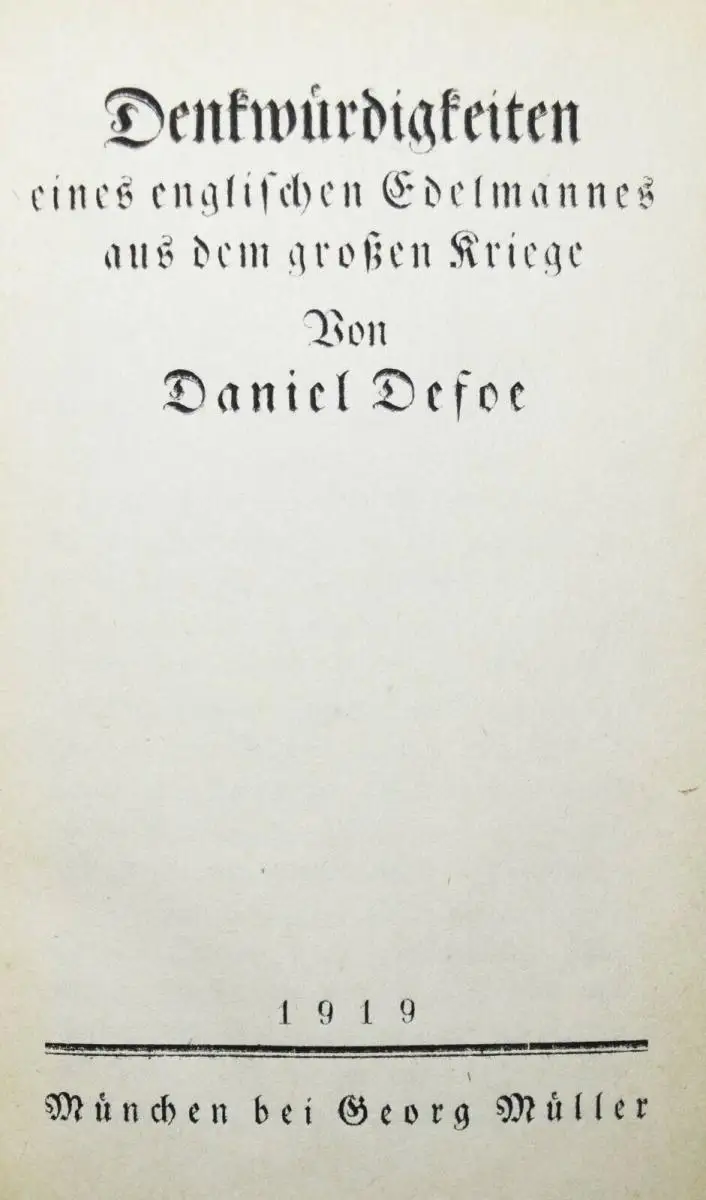 Denkwürdigkeiten
eines englischen Edelmannes
aus dem großen Kriege
Von
Daniel Defoe
1919
München bei Georg Müller